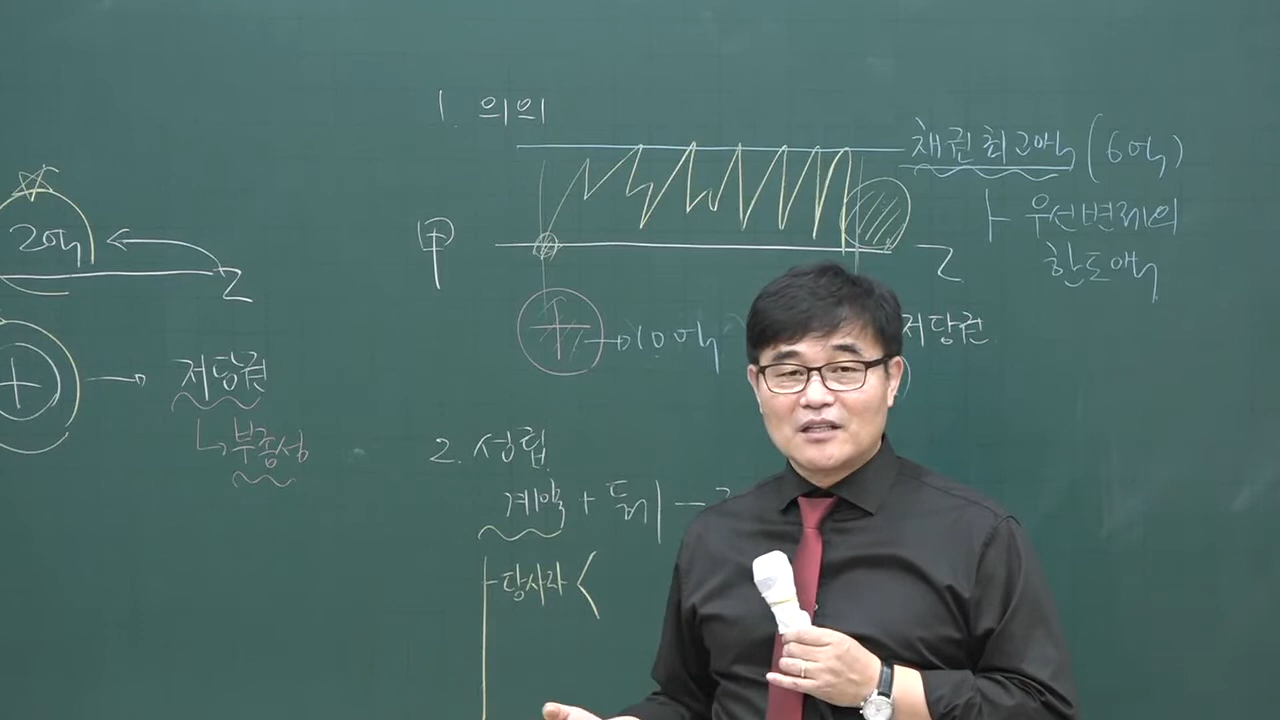 1. 의의
채권최고액 (6억)
甲
乙
├ 우선변제의
한도액
2억
乙
→ 10억
저당권
→ 저당권
↳ 부종성
2. 성립
계약 + 등기 -
당사자 <